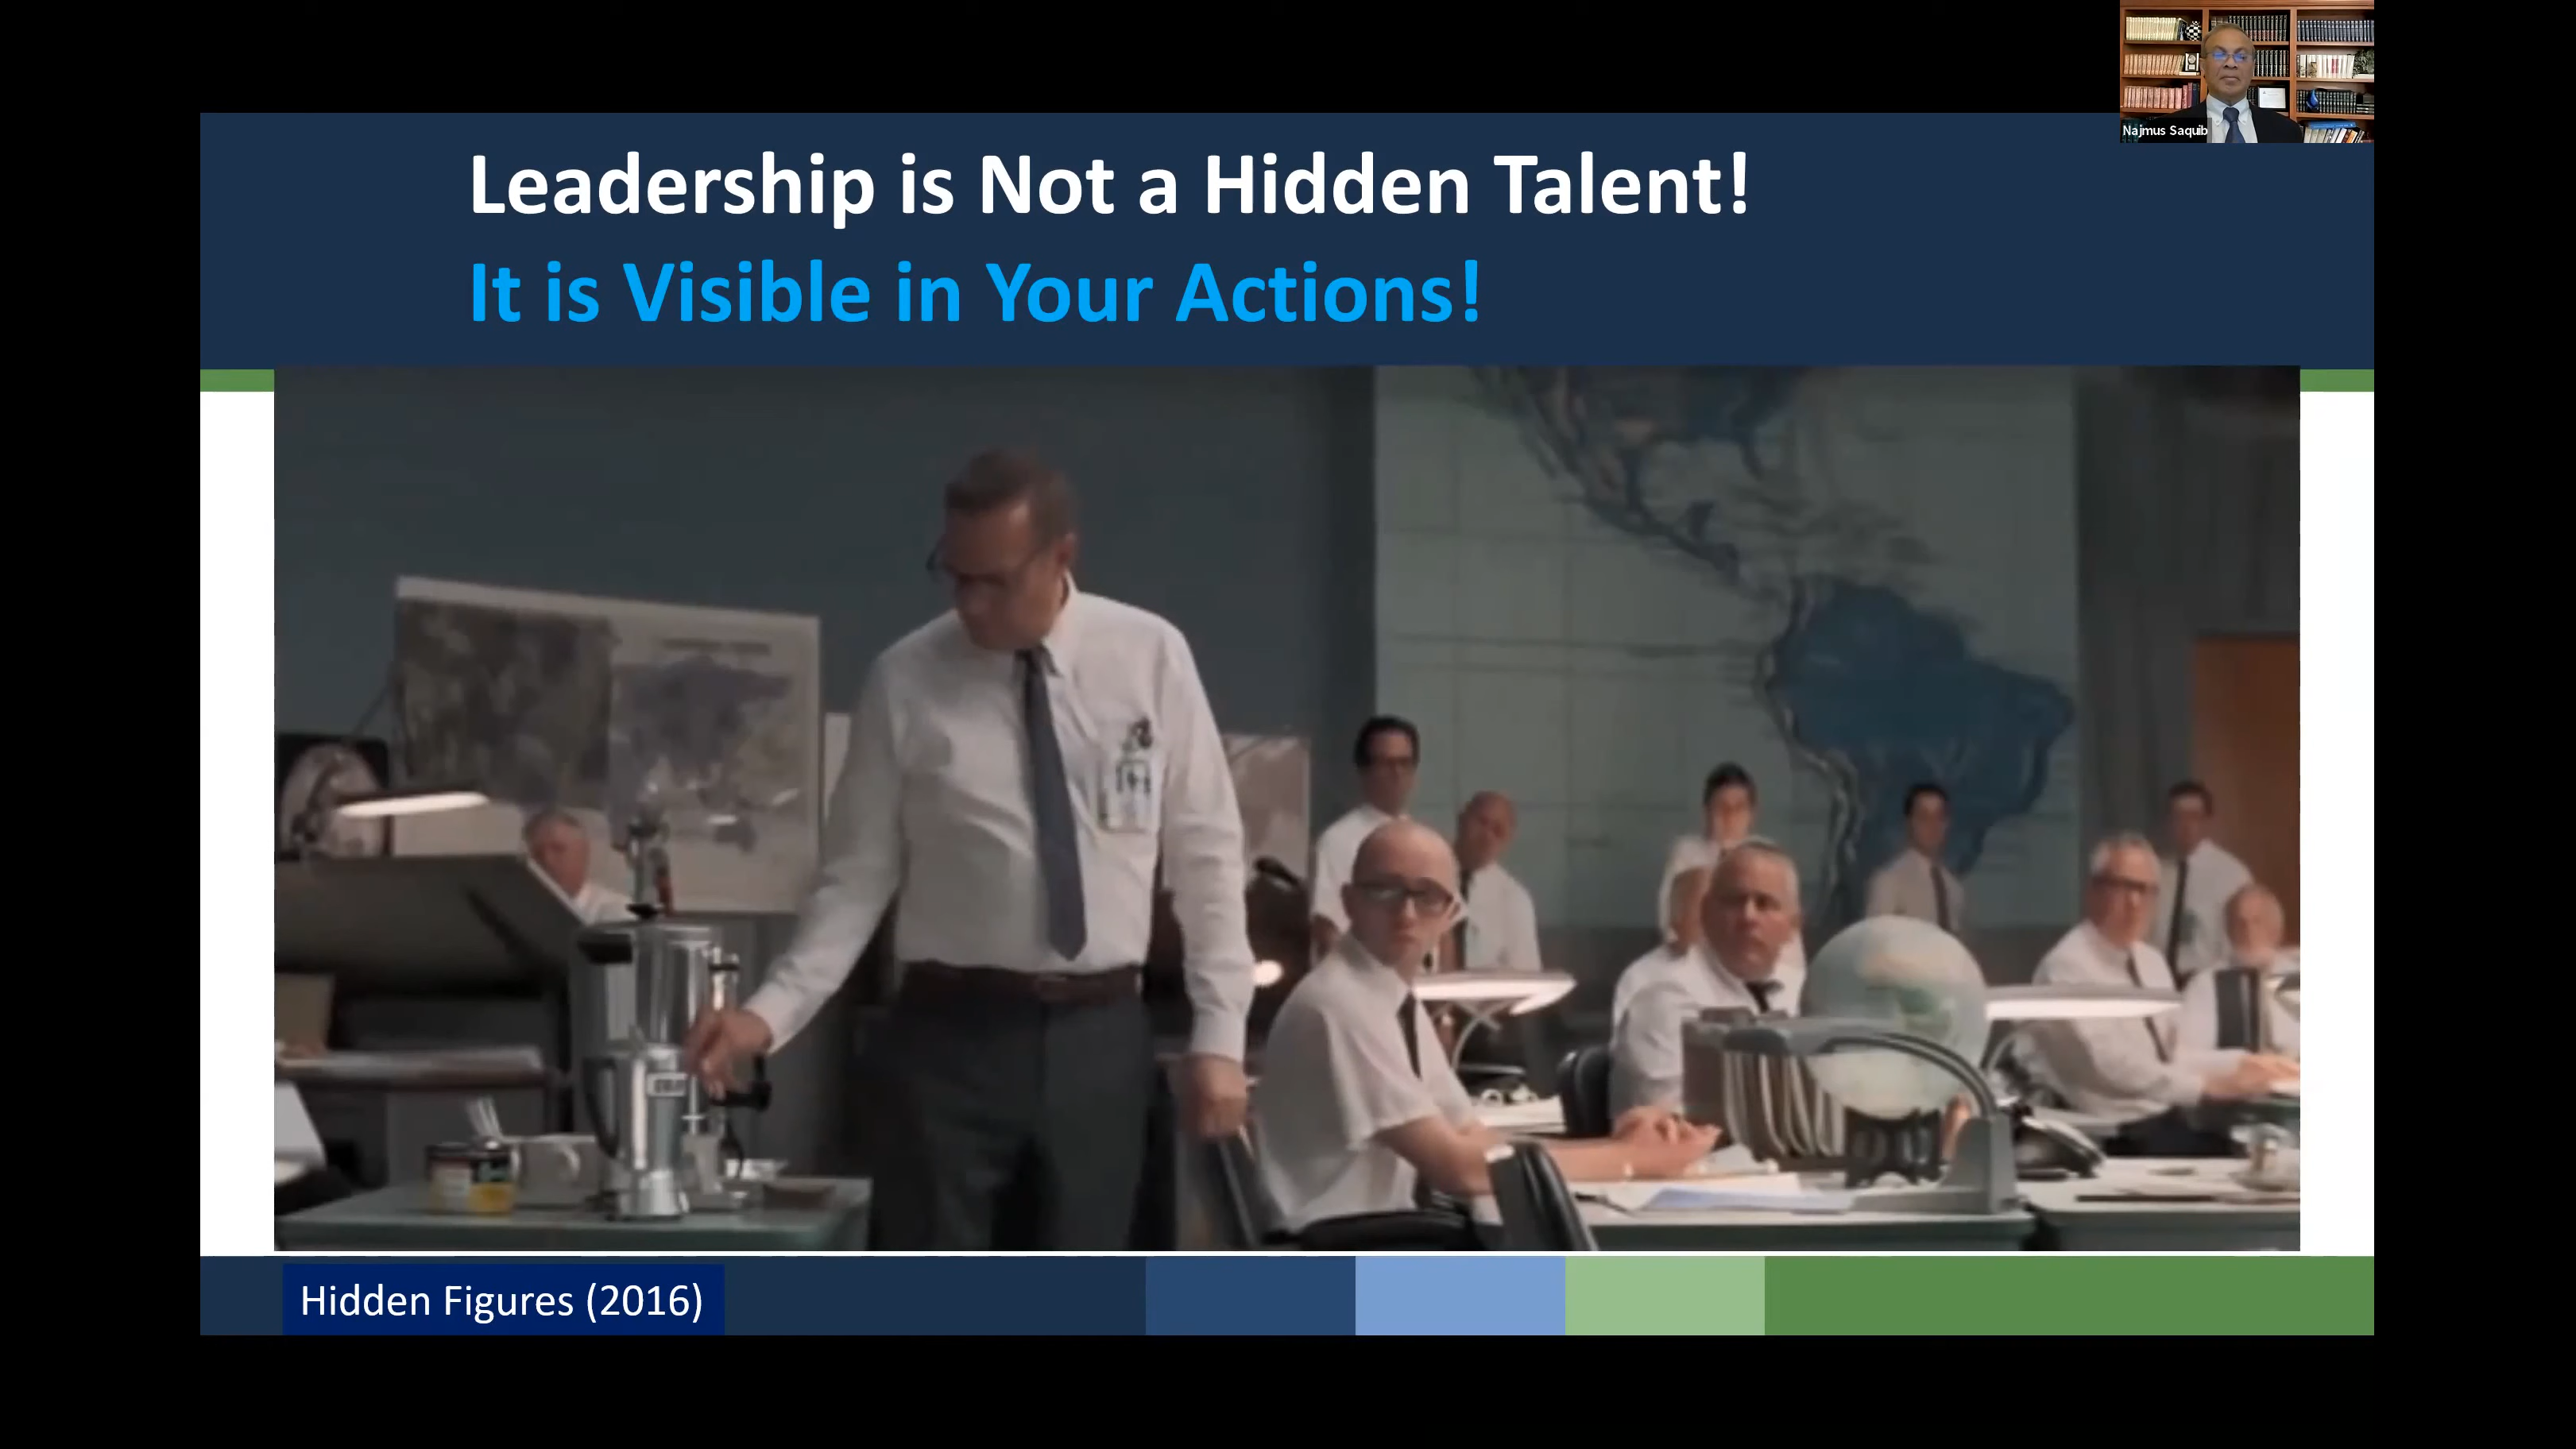 Najmus Saquib
Leadership is Not a Hidden Talent!
It is Visible in Your Actions!
Hidden Figures (2016)